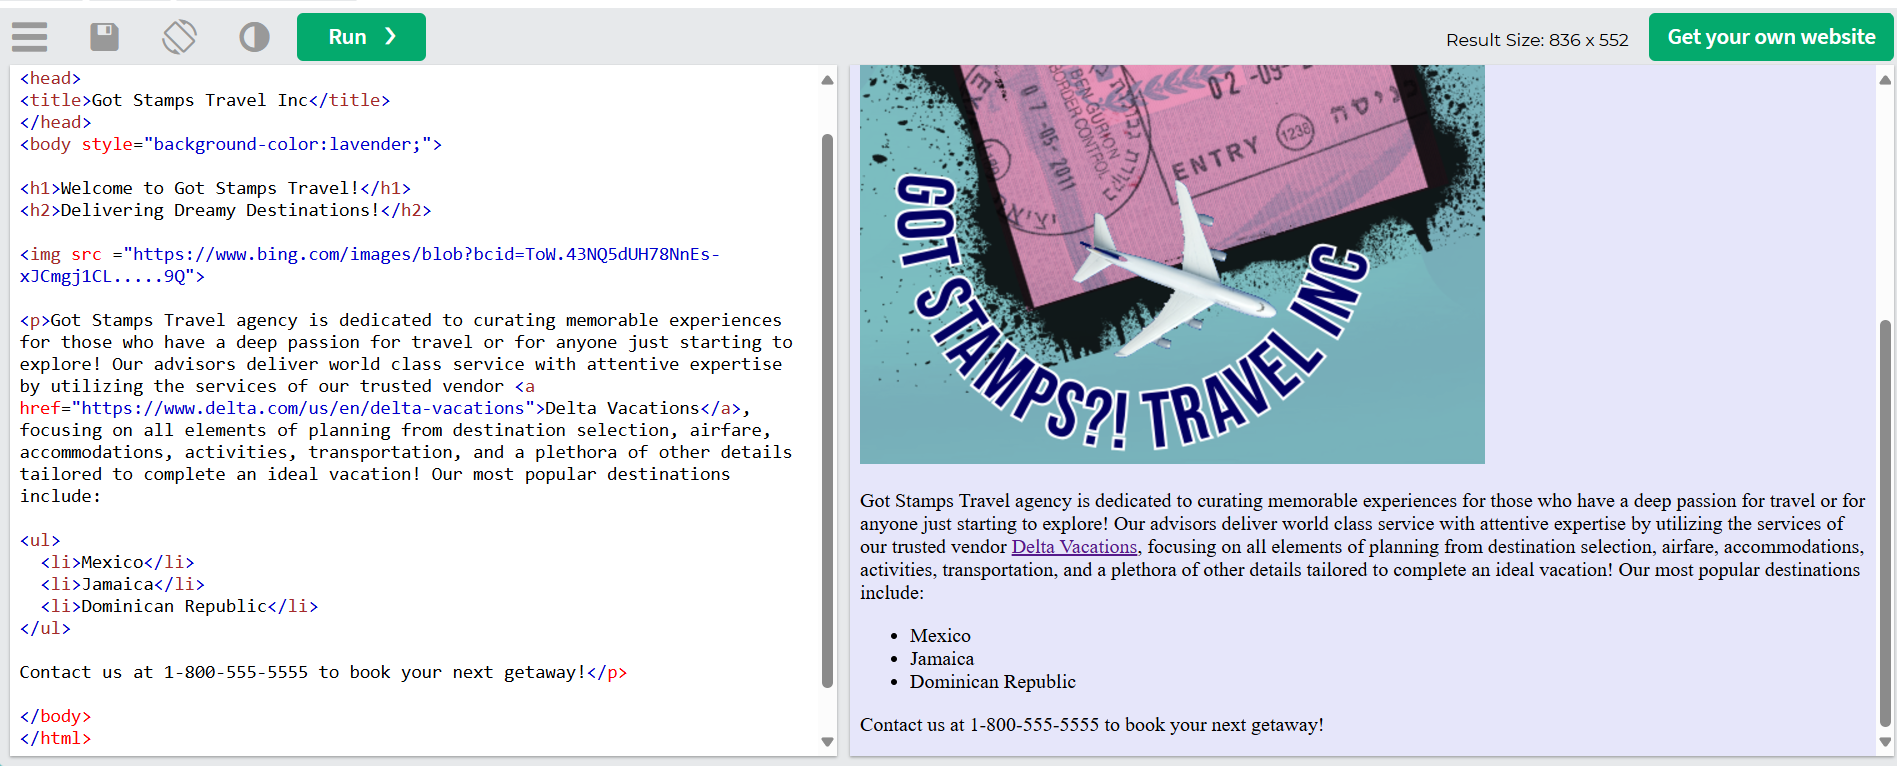 Run ❯
Result Size: 836 x 552
Get your own website
<head>
<title>Got Stamps Travel Inc</title>
</head>
<body style="background-color:lavender;">
<h1>Welcome to Got Stamps Travel!</h1>
<h2>Delivering Dreamy Destinations!</h2>
<img src ="https://www.bing.com/images/blob?bcid=ToW.43NQ5dUH78NnEs-
xJCmgj1CL.....9Q">
<p>Got Stamps Travel agency is dedicated to curating memorable experiences
for those who have a deep passion for travel or for anyone just starting to
explore! Our advisors deliver world class service with attentive expertise
by utilizing the services of our trusted vendor <a
href="https://www.delta.com/us/en/delta-vacations">Delta Vacations</a>,
focusing on all elements of planning from destination selection, airfare,
accommodations, activities, transportation, and a plethora of other details
tailored to complete an ideal vacation! Our most popular destinations
include:
<ul>
<li>Mexico</li>
<li>Jamaica</li>
<li>Dominican Republic</li>
</ul>
Contact us at 1-800-555-5555 to book your next getaway!</p>
</body>
</html>
BEN-GURION
BORDER CONTROL
07-05-2011
02-09-
כניסה
ENTRY
1238
GOT STAMPS?! TRAVEL INC
Got Stamps Travel agency is dedicated to curating memorable experiences for those who have a deep passion for travel or for
anyone just starting to explore! Our advisors deliver world class service with attentive expertise by utilizing the services of
our trusted vendor Delta Vacations, focusing on all elements of planning from destination selection, airfare, accommodations,
activities, transportation, and a plethora of other details tailored to complete an ideal vacation! Our most popular destinations
include:
• Mexico
• Jamaica
• Dominican Republic
Contact us at 1-800-555-5555 to book your next getaway!